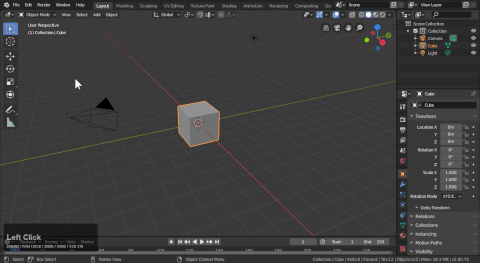 File Edit Render Window Help Layout Modeling Sculpting UV Editing Texture Paint Shading Animation Rendering Compositing Scripting Scene View Layer
Object Mode View Select Add Object Global
User Perspective
(1) Collection | Cube
Scene Collection
Collection
Camera
Cube
Light
Cube
Cube
Transform
Location X 0m
Y 0m
Z 0m
Rotation X 0°
Y 0°
Z 0°
Scale X 1.000
Y 1.000
Z 1.000
Rotation Mode XYZ E...
Delta Transform
Relations
Collections
Instancing
Motion Paths
Visibility
Left Click
1 Start 1 End 250
Select Box Select Rotate View Object Context Menu